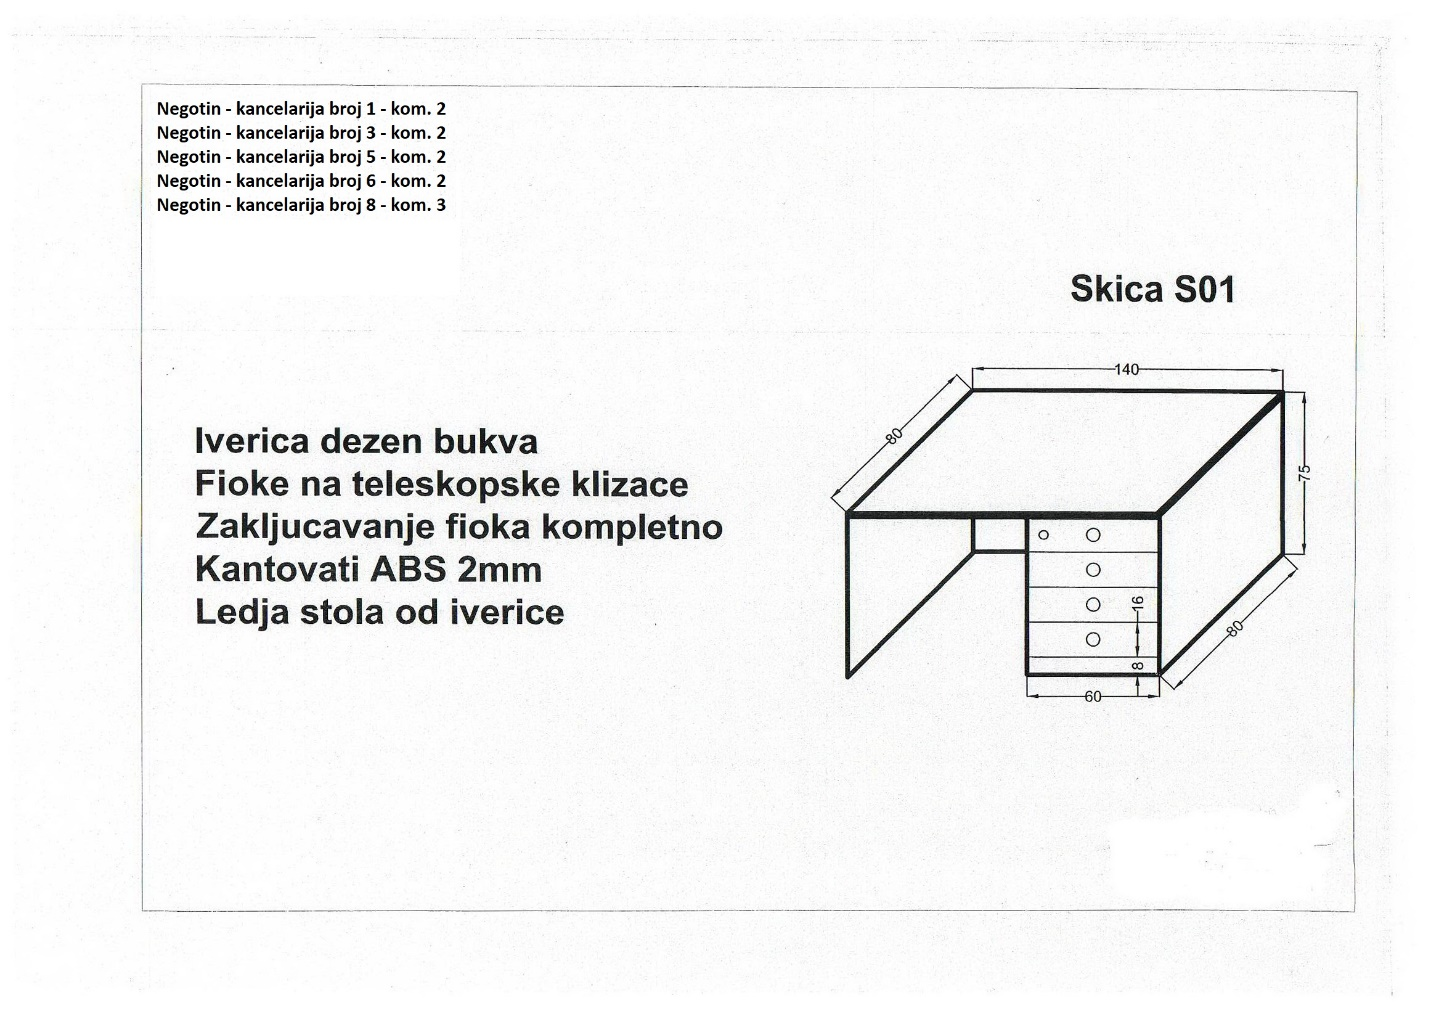 Negotin - kancelarija broj 1 - kom. 2
Negotin - kancelarija broj 3 - kom. 2
Negotin - kancelarija broj 5 - kom. 2
Negotin - kancelarija broj 6 - kom. 2
Negotin - kancelarija broj 8 - kom. 3
Skica S01
Iverica dezen bukva
Fioke na teleskopske klizace
Zakljucavanje fioka kompletno
Kantovati ABS 2mm
Ledja stola od iverice
140
80
75
16
8
60
80